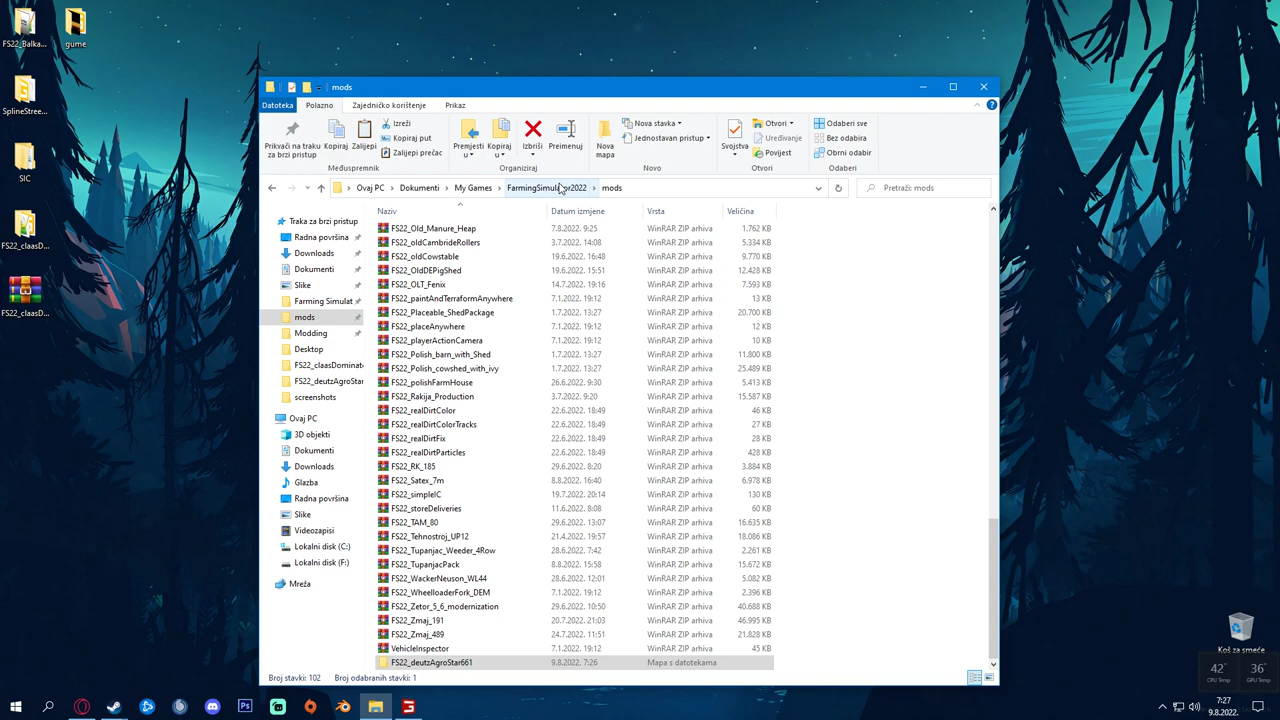 FS22_Balka...
gume
SplineStree...
SIC
FS22_claasD...
FS22_claasD...
mods
Datoteka
Polazno
Zajedničko korištenje
Prikaz
Prikvači na traku za brzi pristup
Kopiraj
Zalijepi
Izreži
Kopiraj put
Zalijepi prečac
Međuspremnik
Premjesti u
Kopiraj u
Izbriši
Preimenuj
Organiziraj
Nova mapa
Nova stavka
Jednostavan pristup
Novo
Svojstva
Otvori
Uređivanje
Povijest
Otvori
Odaberi sve
Bez odabira
Obrni odabir
Odaberi
Ovaj PC > Dokumenti > My Games > FarmingSimulator2022 > mods
Pretraži: mods
Naziv Datum izmjene Vrsta Veličina
FS22_Old_Manure_Heap 7.8.2022. 9:25 WinRAR ZIP arhiva 1.762 KB
FS22_oldCambrideRollers 3.7.2022. 14:08 WinRAR ZIP arhiva 5.334 KB
FS22_oldCowstable 19.6.2022. 16:48 WinRAR ZIP arhiva 9.770 KB
FS22_OldDEPigShed 19.6.2022. 15:51 WinRAR ZIP arhiva 12.428 KB
FS22_OLT_Fenix 14.7.2022. 19:16 WinRAR ZIP arhiva 7.593 KB
FS22_paintAndTerraformAnywhere 7.1.2022. 19:12 WinRAR ZIP arhiva 13 KB
FS22_Placeable_ShedPackage 1.7.2022. 13:27 WinRAR ZIP arhiva 20.700 KB
FS22_placeAnywhere 7.1.2022. 19:12 WinRAR ZIP arhiva 12 KB
FS22_playerActionCamera 7.1.2022. 19:12 WinRAR ZIP arhiva 10 KB
FS22_Polish_barn_with_Shed 1.7.2022. 13:27 WinRAR ZIP arhiva 11.800 KB
FS22_Polish_cowshed_with_ivy 1.7.2022. 13:27 WinRAR ZIP arhiva 25.489 KB
FS22_polishFarmHouse 26.6.2022. 9:30 WinRAR ZIP arhiva 5.413 KB
FS22_Rakija_Production 3.7.2022. 9:20 WinRAR ZIP arhiva 15.587 KB
FS22_realDirtColor 22.6.2022. 18:49 WinRAR ZIP arhiva 46 KB
FS22_realDirtColorTracks 22.6.2022. 18:49 WinRAR ZIP arhiva 27 KB
FS22_realDirtFix 22.6.2022. 18:49 WinRAR ZIP arhiva 28 KB
FS22_realDirtParticles 22.6.2022. 18:49 WinRAR ZIP arhiva 428 KB
FS22_RK_185 29.6.2022. 8:20 WinRAR ZIP arhiva 3.884 KB
FS22_Satex_7m 8.8.2022. 16:40 WinRAR ZIP arhiva 6.978 KB
FS22_simpleIC 19.7.2022. 20:14 WinRAR ZIP arhiva 130 KB
FS22_storeDeliveries 11.6.2022. 8:08 WinRAR ZIP arhiva 60 KB
FS22_TAM_80 29.6.2022. 13:07 WinRAR ZIP arhiva 16.635 KB
FS22_Tehnostroj_UP12 21.4.2022. 19:57 WinRAR ZIP arhiva 18.086 KB
FS22_Tupanjac_Weeder_4Row 28.6.2022. 7:42 WinRAR ZIP arhiva 2.261 KB
FS22_TupanjacPack 8.8.2022. 15:58 WinRAR ZIP arhiva 15.672 KB
FS22_WackerNeuson_WL44 28.6.2022. 12:01 WinRAR ZIP arhiva 5.082 KB
FS22_WheelloaderFork_DEM 7.1.2022. 19:12 WinRAR ZIP arhiva 2.396 KB
FS22_Zetor_5_6_modernization 29.6.2022. 10:50 WinRAR ZIP arhiva 40.688 KB
FS22_Zmaj_191 20.7.2022. 21:03 WinRAR ZIP arhiva 46.995 KB
FS22_Zmaj_489 24.7.2022. 11:51 WinRAR ZIP arhiva 21.828 KB
VehicleInspector 7.1.2022. 19:12 WinRAR ZIP arhiva 45 KB
FS22_deutzAgroStar661 9.8.2022. 7:26 Mapa s datotekama
Traka za brzi pristup
Radna površina
Downloads
Dokumenti
Slike
Farming Simulat
mods
Modding
Desktop
FS22_claasDominat
FS22_deutzAgroStar
screenshots
Ovaj PC
3D objekti
Dokumenti
Downloads
Glazba
Radna površina
Slike
Videozapisi
Lokalni disk (C:)
Lokalni disk (F:)
Mreža
Broj stavki: 102 Broj odabranih stavki: 1
Koš za smeće
42° 36°
CPU Temp GPU Temp
7:27
9.8.2022.